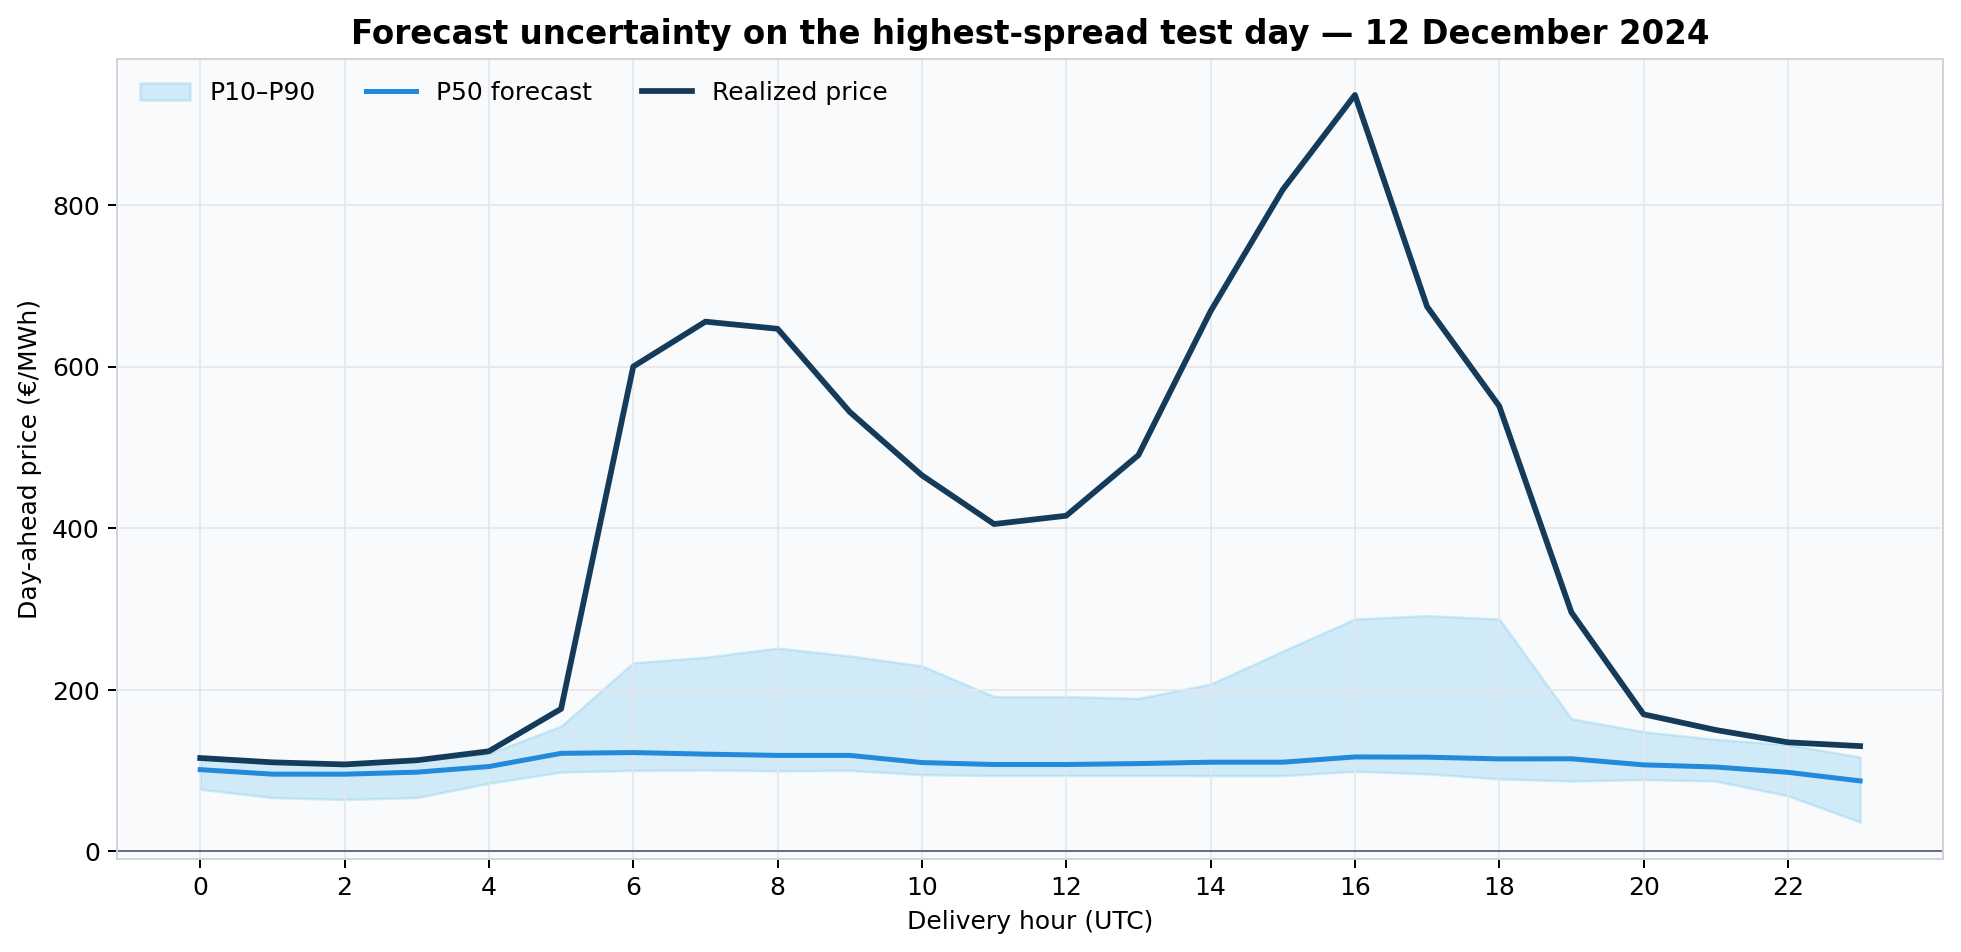 Forecast uncertainty on the highest-spread test day — 12 December 2024
P10–P90 P50 forecast Realized price
Day-ahead price (€/MWh)
800
600
400
200
0
0 2 4 6 8 10 12 14 16 18 20 22
Delivery hour (UTC)